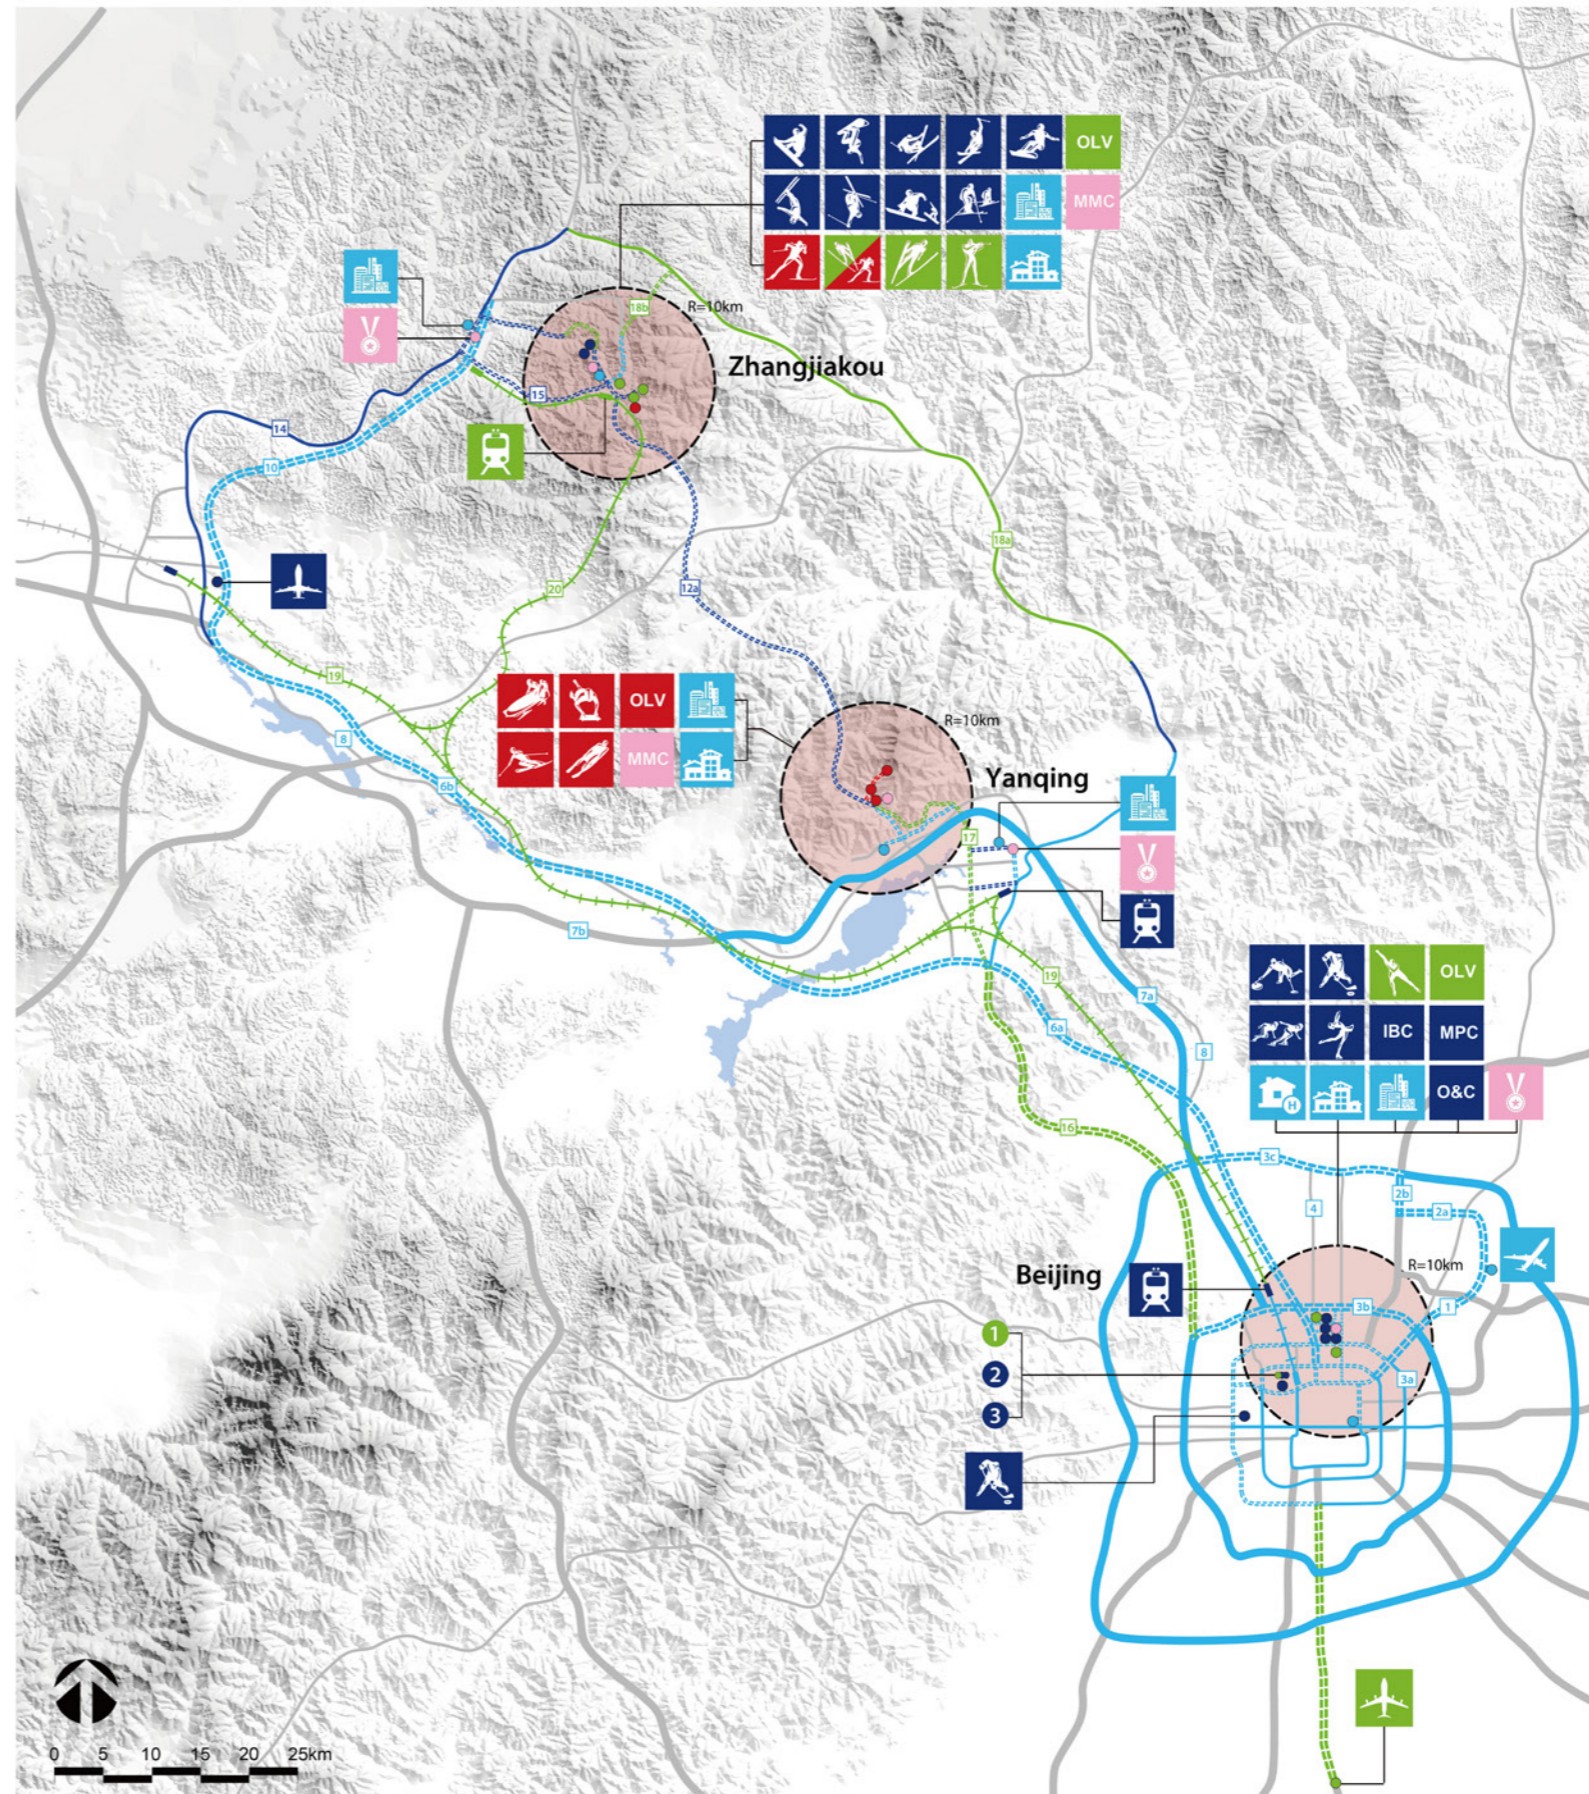 OLV
MMC
18b
R=10km
Zhangjiakou
15
14
10
18a
20
12a
19
OLV
MMC
8
6b
R=10km
Yanqing
17
7b
19
7a
6a
8
OLV
IBC
MPC
H
O&C
16
3c
2b
4
2a
R=10km
Beijing
3b
1
1
2
3
3a
0 5 10 15 20 25km